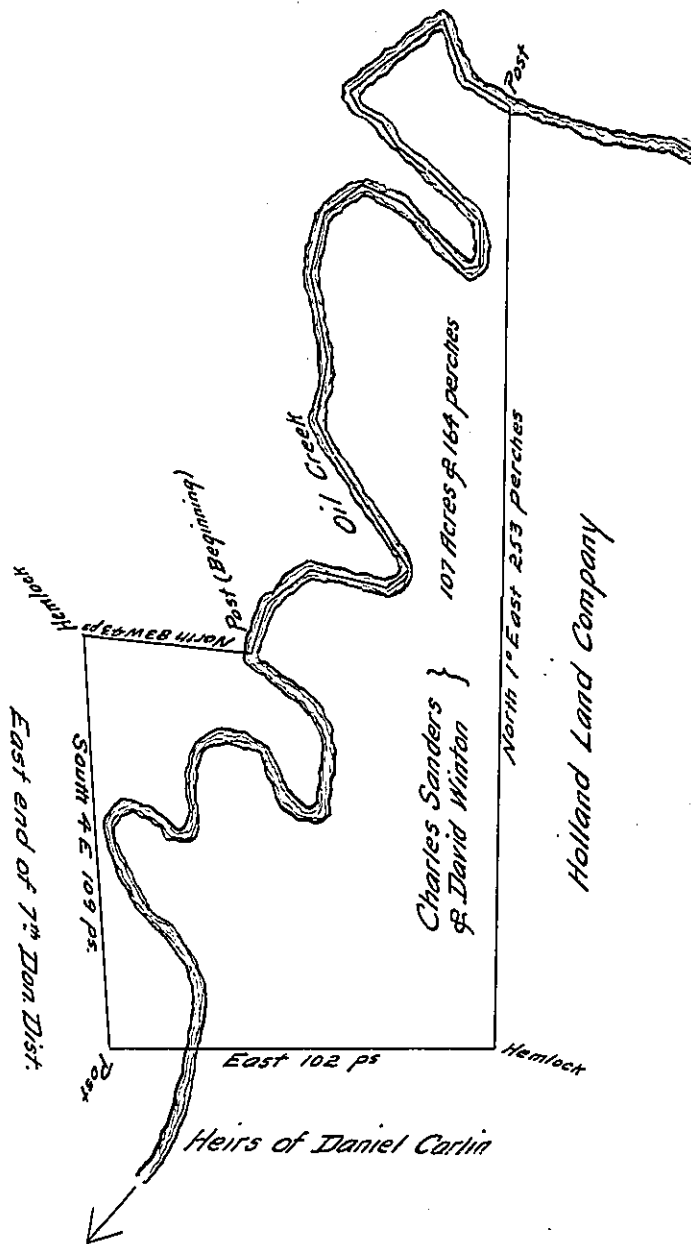 Post
Holland Land Company
North 1° East 253 perches
107 Acres & 164 perches
Charles Sanders
& David Winton }
Oil Creek
Post (Beginning)
Hemlock
North 83 W 43 ps
South 4 E 109 ps.
East end of 7th Don. Dist.
Post
East 102 ps
Hemlock
Heirs of Daniel Carlin